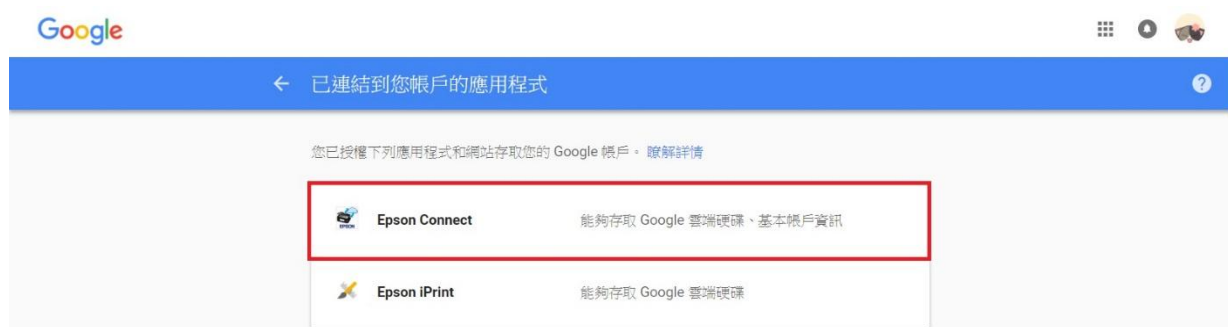 Google
已連結到您帳戶的應用程式
您已授權下列應用程式和網站存取您的 Google 帳戶。瞭解詳情
EPSON
Epson Connect 能夠存取 Google 雲端硬碟、基本帳戶資訊
Epson iPrint 能夠存取 Google 雲端硬碟